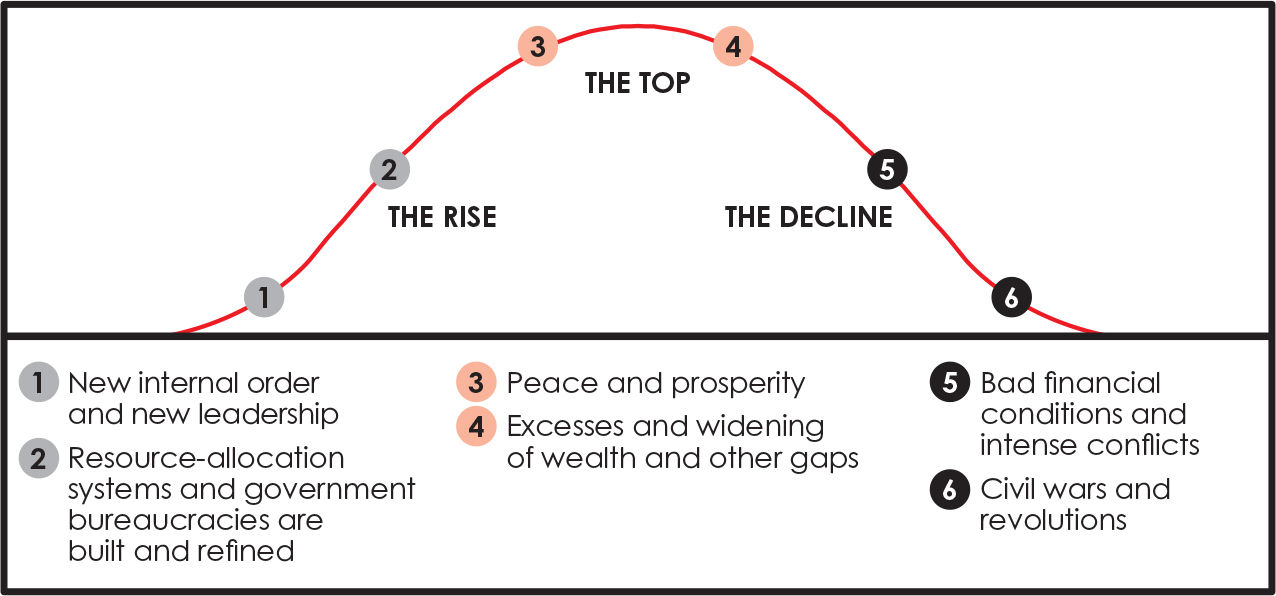 3
4
THE TOP
2
5
THE RISE
THE DECLINE
1
6
1 New internal order
and new leadership
2 Resource-allocation
systems and government
bureaucracies are
built and refined
3 Peace and prosperity
4 Excesses and widening
of wealth and other gaps
5 Bad financial
conditions and
intense conflicts
6 Civil wars and
revolutions